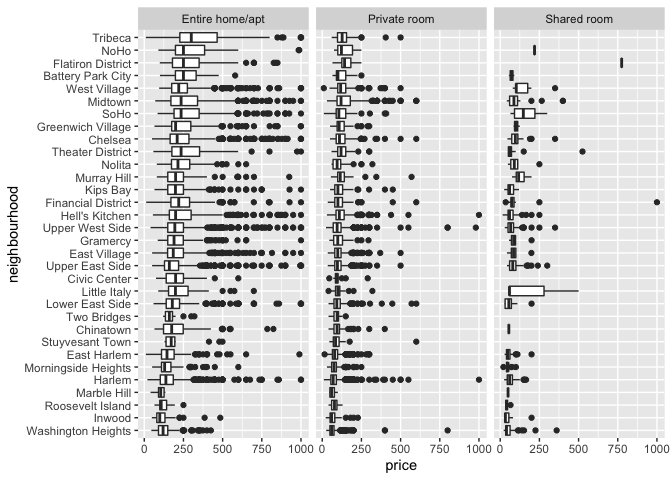 Entire home/apt Private room Shared room
neighbourhood
Tribeca
NoHo
Flatiron District
Battery Park City
West Village
Midtown
SoHo
Greenwich Village
Chelsea
Theater District
Nolita
Murray Hill
Kips Bay
Financial District
Hell's Kitchen
Upper West Side
Gramercy
East Village
Upper East Side
Civic Center
Little Italy
Lower East Side
Two Bridges
Chinatown
Stuyvesant Town
East Harlem
Morningside Heights
Harlem
Marble Hill
Roosevelt Island
Inwood
Washington Heights
0 250 500 750 1000 0 250 500 750 1000 0 250 500 750 1000
price